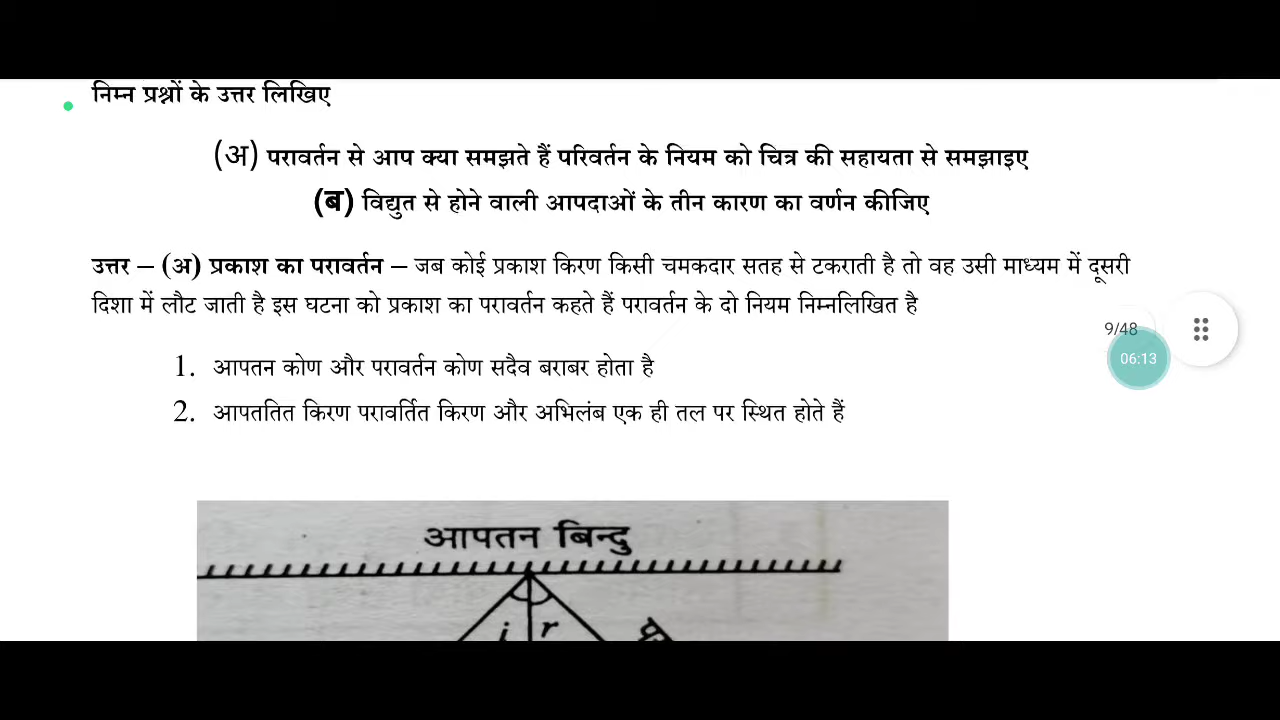 निम्न प्रश्नों के उत्तर लिखिए
(अ) परावर्तन से आप क्या समझते हैं परिवर्तन के नियम को चित्र की सहायता से समझाइए
(ब) विद्युत से होने वाली आपदाओं के तीन कारण का वर्णन कीजिए
उत्तर – (अ) प्रकाश का परावर्तन – जब कोई प्रकाश किरण किसी चमकदार सतह से टकराती है तो वह उसी माध्यम में दूसरी
दिशा में लौट जाती है इस घटना को प्रकाश का परावर्तन कहते हैं परावर्तन के दो नियम निम्नलिखित है
9/48
06:13
1. आपतन कोण और परावर्तन कोण सदैव बराबर होता है
2. आपततित किरण परावर्तित किरण और अभिलंब एक ही तल पर स्थित होते हैं
आपतन बिन्दु
i r